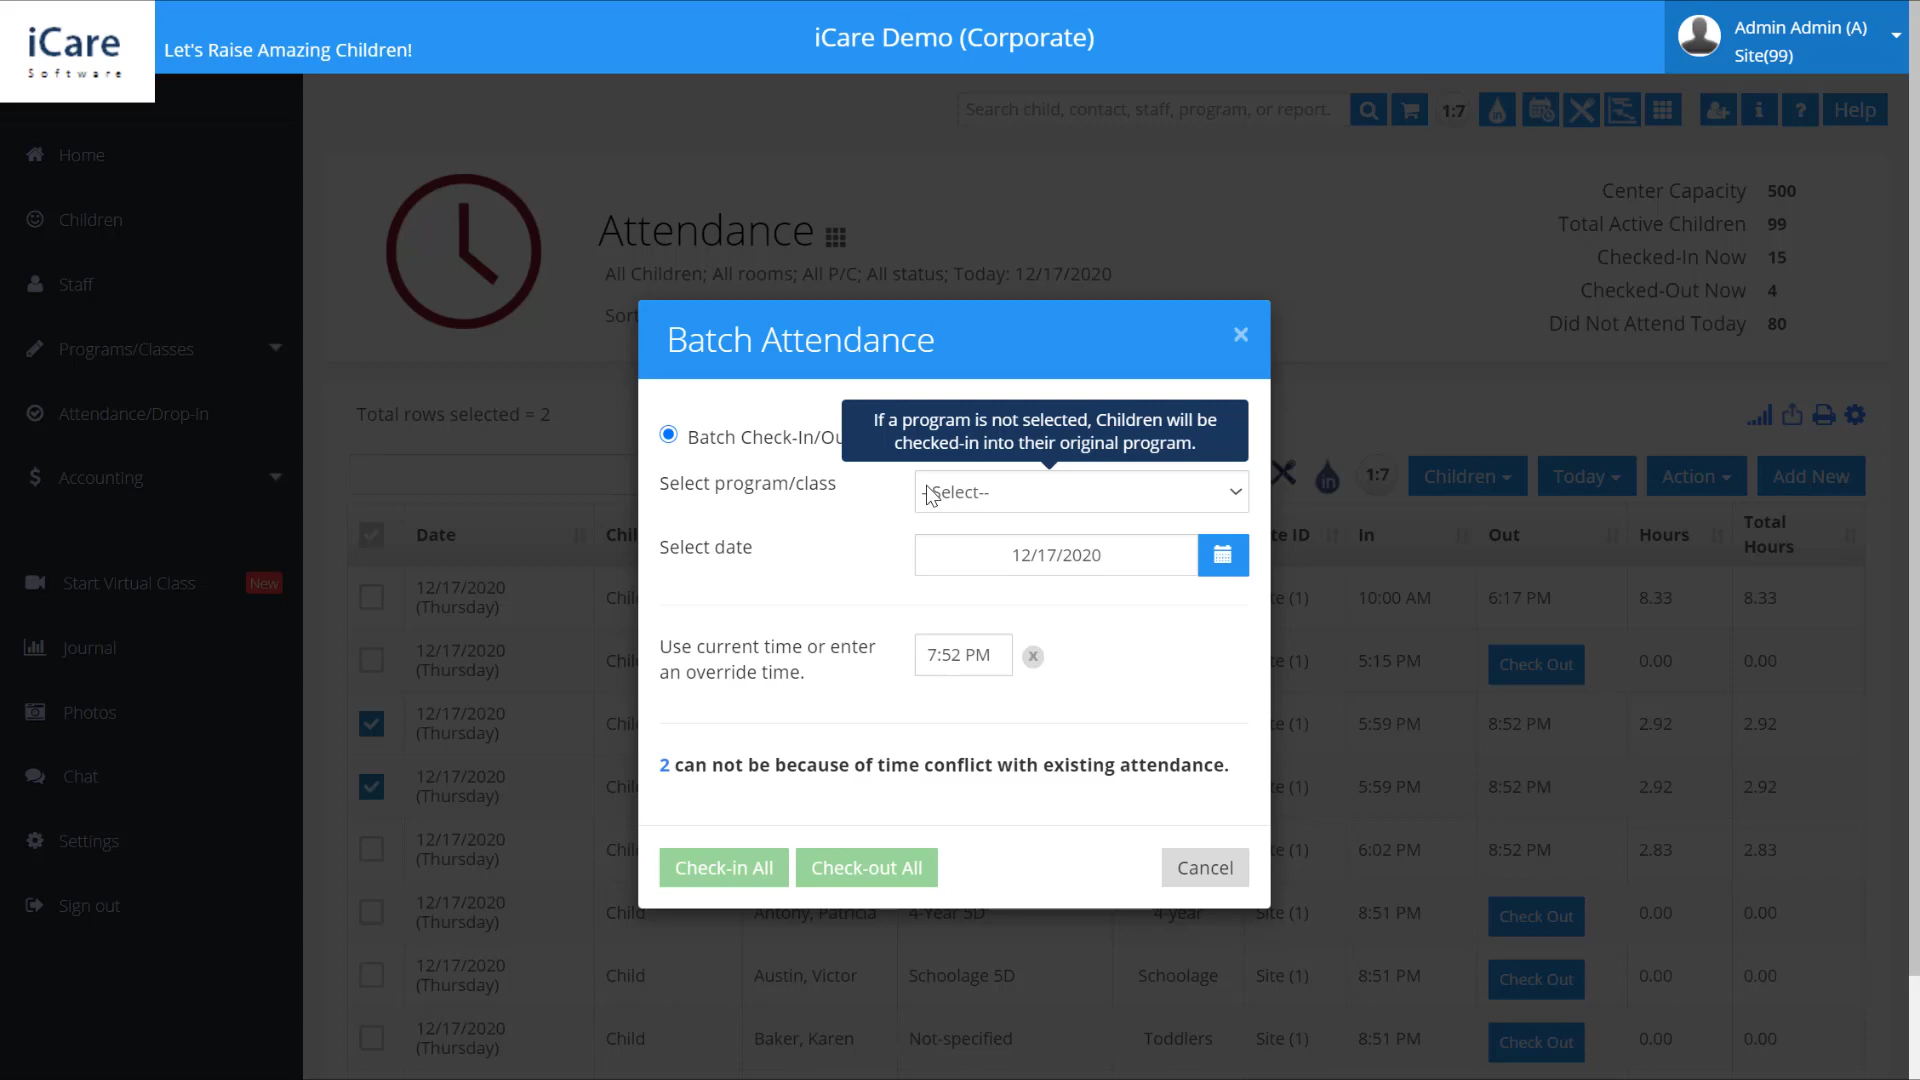 iCare
Software
Let's Raise Amazing Children!
iCare Demo (Corporate)
Admin Admin (A)
Site(99)
Home
Children
Staff
Programs/Classes
Attendance/Drop-In
Accounting
Start Virtual Class New
Journal
Photos
Chat
Settings
Sign out
Search child, contact, staff, program, or report.
1:7
Help
Attendance
All Children; All rooms; All P/C; All status; Today: 12/17/2020
Center Capacity 500
Total Active Children 99
Checked-In Now 15
Checked-Out Now 4
Did Not Attend Today 80
Total rows selected = 2
1:7 Children Today Action Add New
Batch Attendance
×
If a program is not selected, Children will be
checked-in into their original program.
Batch Check-In/Ou
Select program/class
Select--
Select date
12/17/2020
Use current time or enter
an override time.
7:52 PM
x
2 can not be because of time conflict with existing attendance.
Check-in All Check-out All Cancel
Date In Out Hours Total
Hours
12/17/2020
(Thursday) (1) 10:00 AM 6:17 PM 8.33 8.33
12/17/2020
(Thursday) (1) 5:15 PM Check Out 0.00 0.00
12/17/2020
(Thursday) (1) 5:59 PM 8:52 PM 2.92 2.92
12/17/2020
(Thursday) (1) 5:59 PM 8:52 PM 2.92 2.92
12/17/2020
(Thursday) (1) 6:02 PM 8:52 PM 2.83 2.83
12/17/2020
(Thursday) Child Antony, Patricia 4-Year 5D 4-year Site (1) 8:51 PM Check Out 0.00 0.00
12/17/2020
(Thursday) Child Austin, Victor Schoolage 5D Schoolage Site (1) 8:51 PM Check Out 0.00 0.00
12/17/2020
(Thursday) Child Baker, Karen Not-specified Toddlers Site (1) 8:51 PM Check Out 0.00 0.00